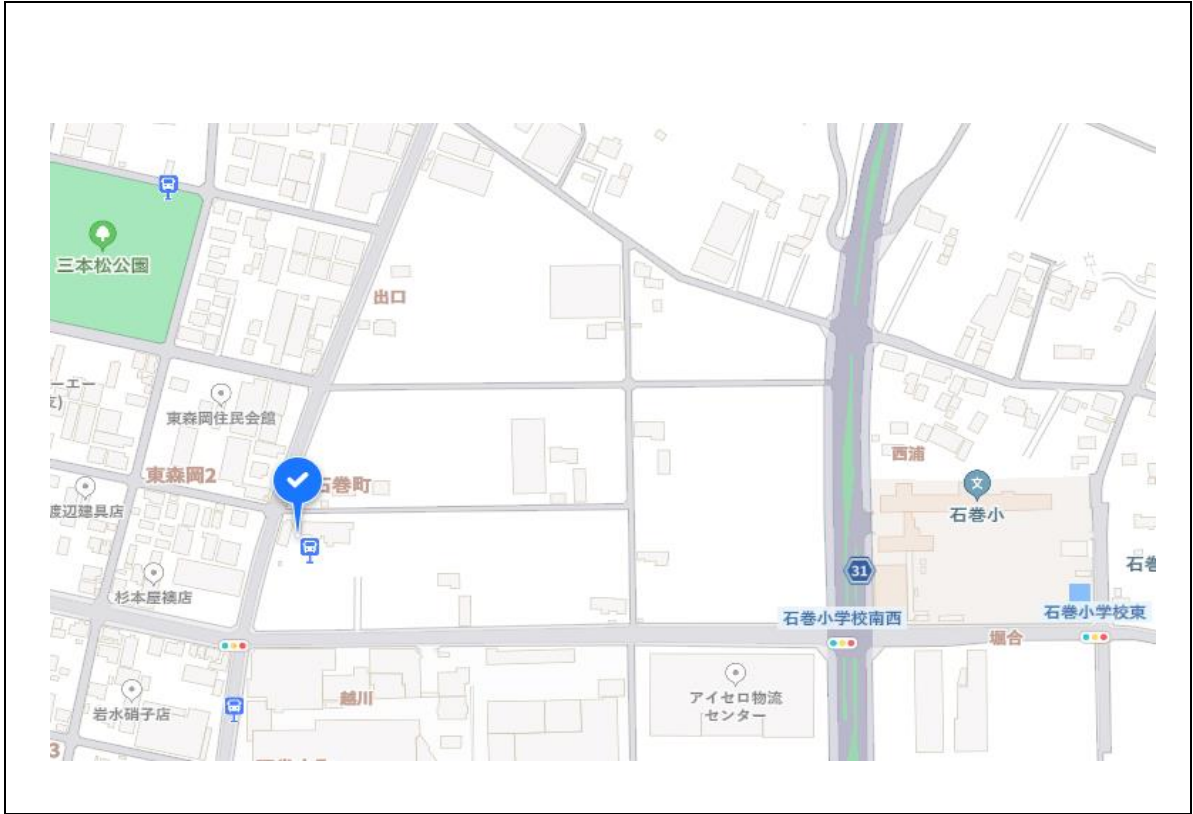 三本松公園
出口
ーエー
東森岡住民会館
東森岡2
石巻町
西浦
石巻小
渡辺建具店
杉本屋襖店
31
石巻小学校南西
石巻小学校東
堀合
越川
アイセロ物流
センター
岩水硝子店
3